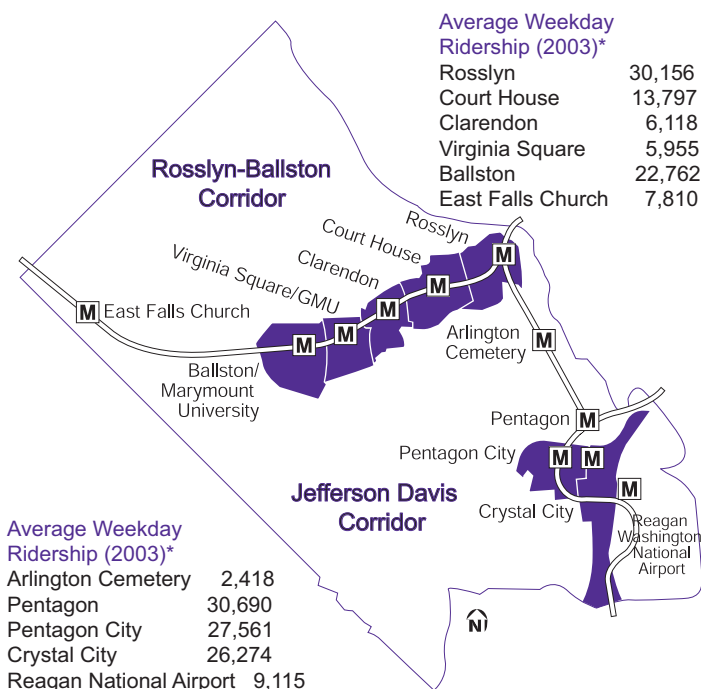 Average Weekday
Ridership (2003)*
Rosslyn 30,156
Court House 13,797
Clarendon 6,118
Virginia Square 5,955
Ballston 22,762
East Falls Church 7,810
Rosslyn-Ballston
Corridor
Rosslyn
Court House
Clarendon
Virginia Square/GMU
M
M
M
M
M
M
East Falls Church
Ballston/
Marymount
University
Arlington
Cemetery
M
Pentagon
M
Pentagon City
M
M
Crystal City
M
Reagan
Washington
National
Airport
Jefferson Davis
Corridor
N
Average Weekday
Ridership (2003)*
Arlington Cemetery 2,418
Pentagon 30,690
Pentagon City 27,561
Crystal City 26,274
Reagan National Airport 9,115